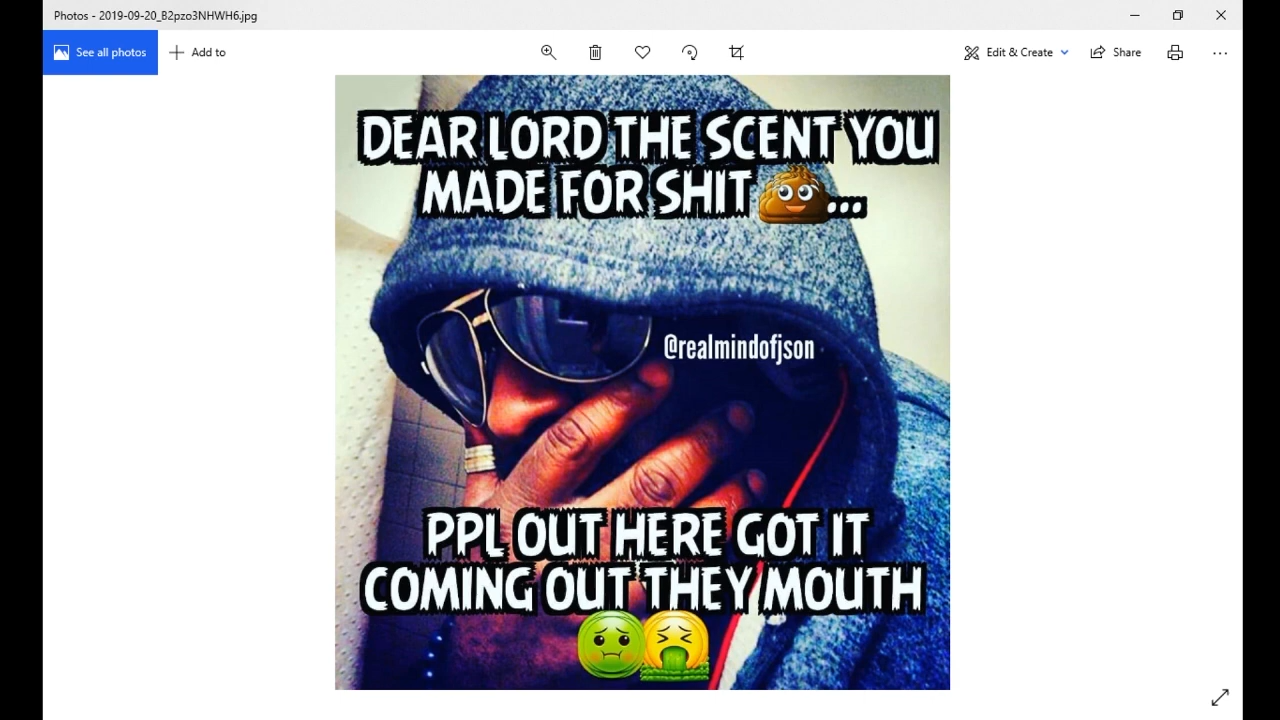 Photos - 2019-09-20_B2pzo3NHWH6.jpg
See all photos
Add to
Edit & Create
Share
DEAR LORD THE SCENT YOU
MADE FOR SHIT 💩...
@realmindofjson
PPL OUT HERE GOT IT
COMING OUT THEY MOUTH
🤢🤮